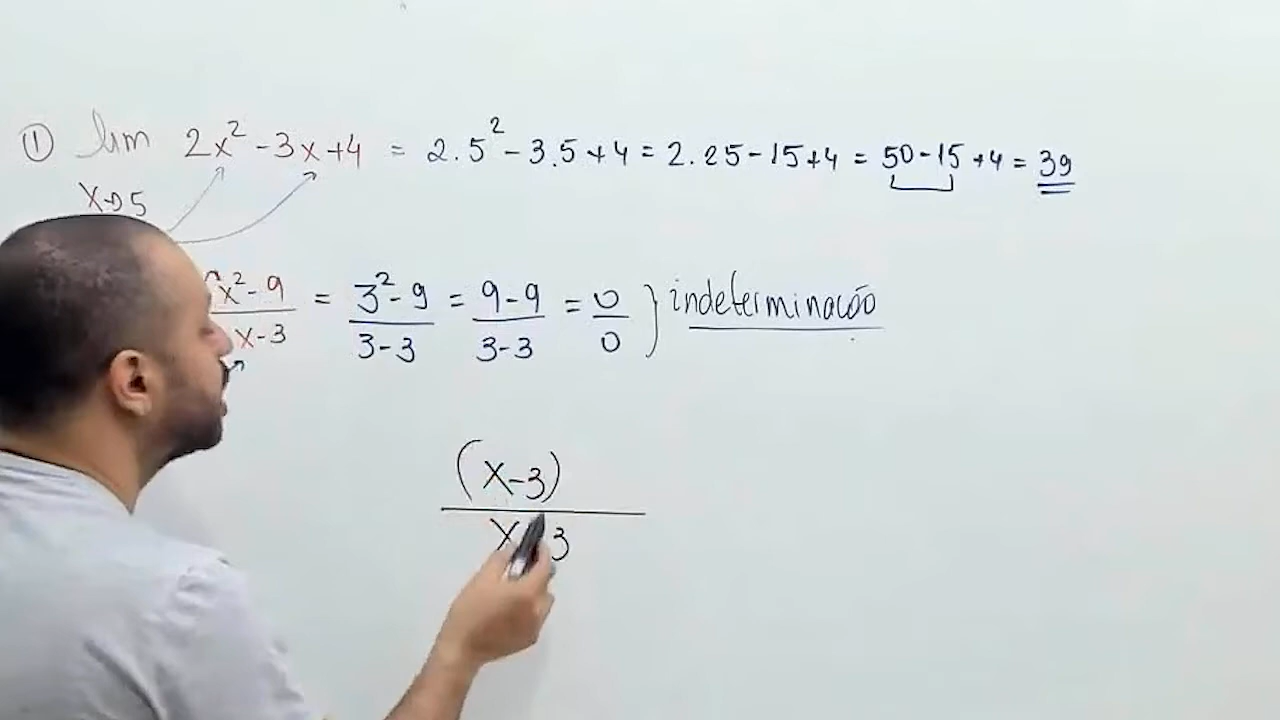 ① lim 2x² - 3x + 4 = 2.5² - 3.5 + 4 = 2.25 - 15 + 4 = 50 - 15 + 4 = 39
x→5
x² - 9 / x - 3 = 3² - 9 / 3 - 3 = 9 - 9 / 3 - 3 = 0 / 0 } indeterminação
(x - 3)
x - 3